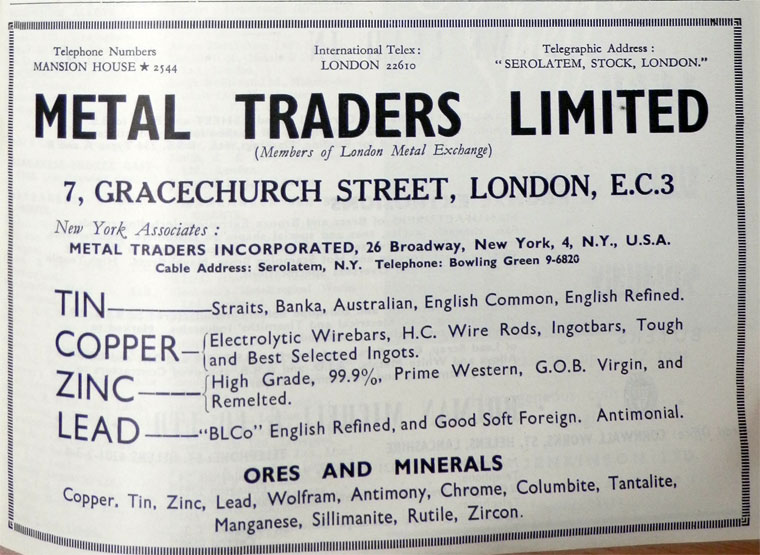 Telephone Numbers
MANSION HOUSE ★ 2544
International Telex:
LONDON 22610
Telegraphic Address:
"SEROLATEM, STOCK, LONDON."
METAL TRADERS LIMITED
(Members of London Metal Exchange)
7, GRACECHURCH STREET, LONDON, E.C.3
New York Associates:
METAL TRADERS INCORPORATED, 26 Broadway, New York, 4, N.Y., U.S.A.
Cable Address: Serolatem, N.Y. Telephone: Bowling Green 9-6820
TIN—Straits, Banka, Australian, English Common, English Refined.
COPPER—Electrolytic Wirebars, H.C. Wire Rods, Ingotbars, Tough
and Best Selected Ingots.
ZINC—High Grade, 99.9%, Prime Western, G.O.B. Virgin, and
Remelted.
LEAD—"BLCo" English Refined, and Good Soft Foreign. Antimonial.
ORES AND MINERALS
Copper, Tin, Zinc, Lead, Wolfram, Antimony, Chrome, Columbite, Tantalite,
Manganese, Sillimanite, Rutile, Zircon.